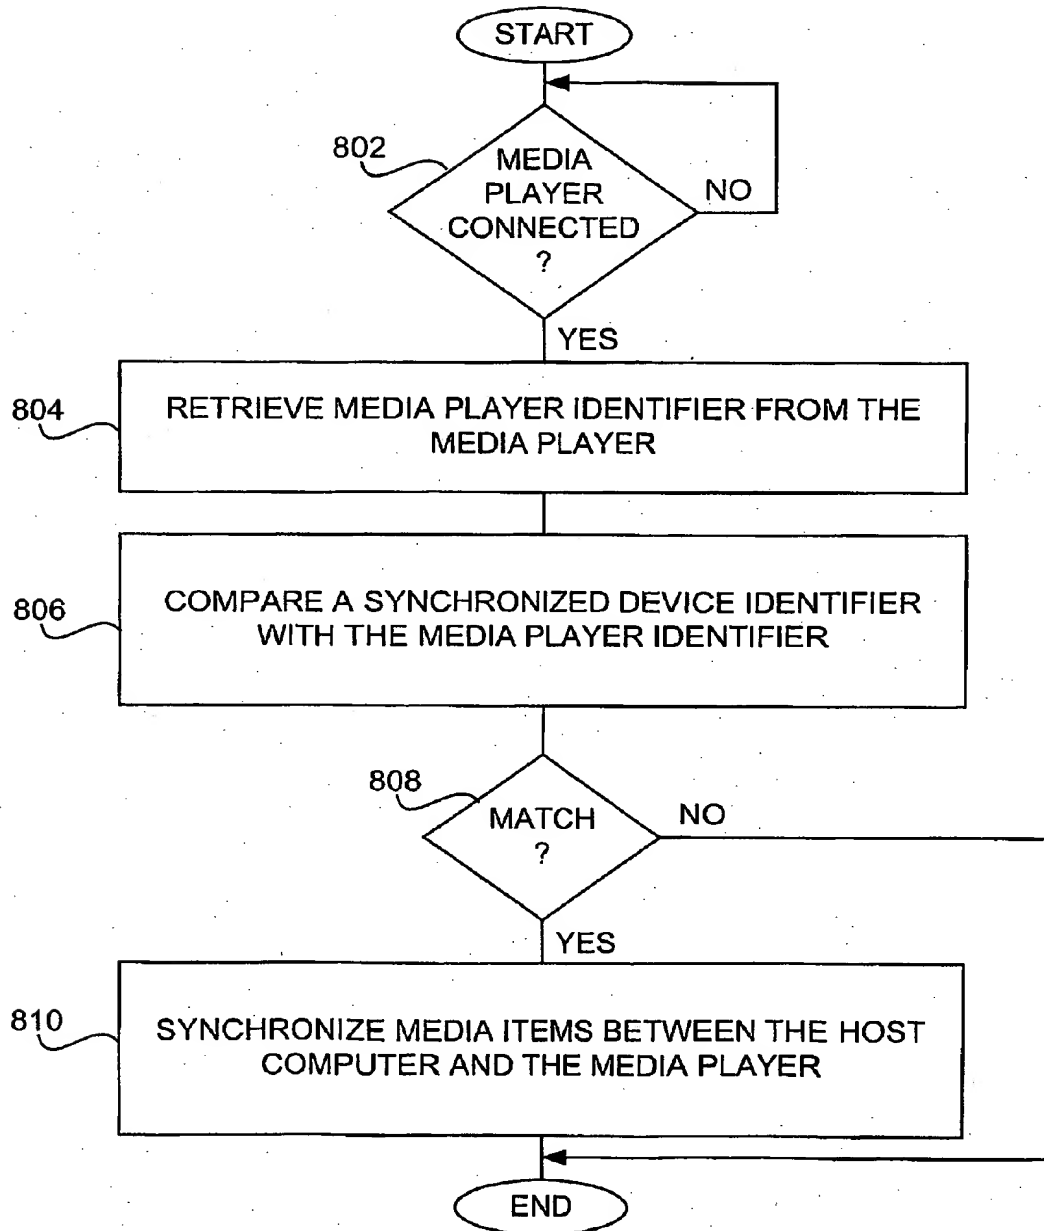 START
802
MEDIA
PLAYER
CONNECTED
?
NO
YES
804
RETRIEVE MEDIA PLAYER IDENTIFIER FROM THE
MEDIA PLAYER
806
COMPARE A SYNCHRONIZED DEVICE IDENTIFIER
WITH THE MEDIA PLAYER IDENTIFIER
808
MATCH
?
NO
YES
810
SYNCHRONIZE MEDIA ITEMS BETWEEN THE HOST
COMPUTER AND THE MEDIA PLAYER
END